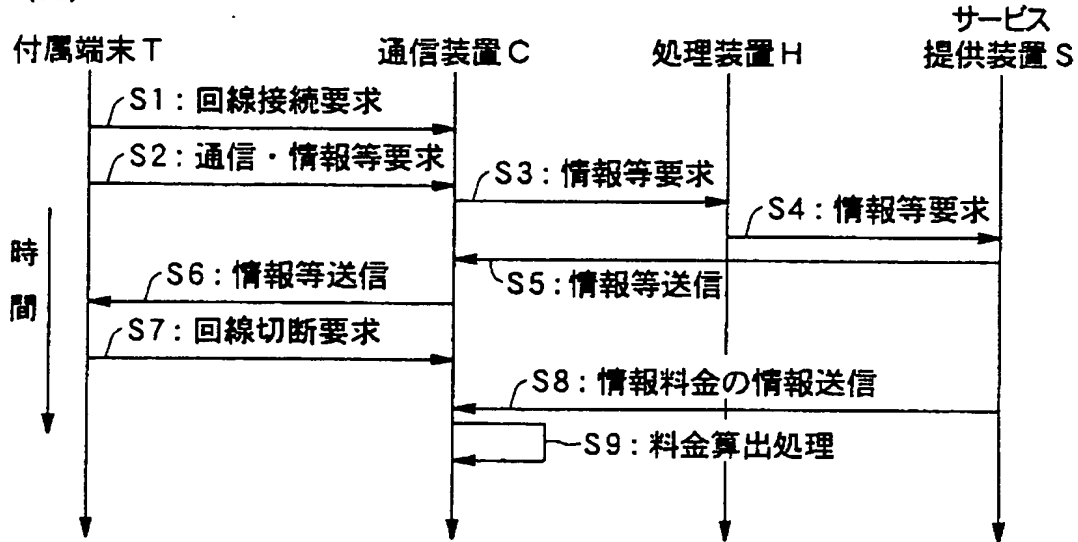 付属端末T
通信装置C
処理装置H
サービス
提供装置S
S1:回線接続要求
S2:通信・情報等要求
S3:情報等要求
S4:情報等要求
S5:情報等送信
S6:情報等送信
S7:回線切断要求
S8:情報料金の情報送信
S9:料金算出処理
時
間